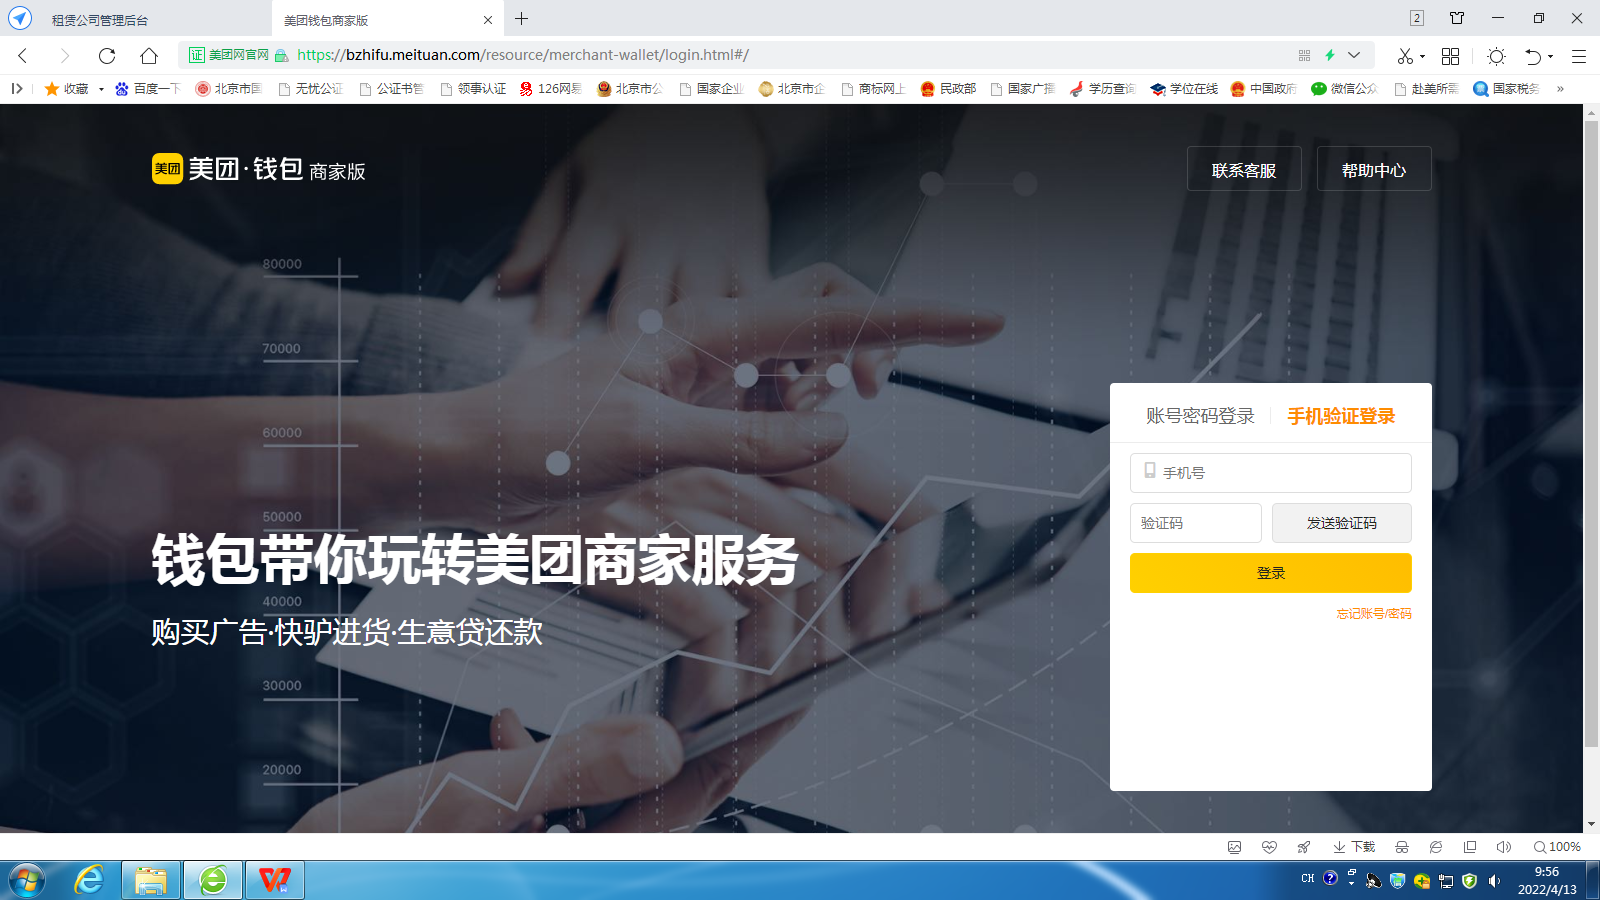 租赁公司管理后台
美团钱包商家版
2
证 美团网官网 https://bzhifu.meituan.com/resource/merchant-wallet/login.html#/
收藏 百度一下 北京市国 无忧公证 公证书管 领事认证 126网易 北京市公 国家企业 北京市企 商标网上 民政部 国家广播 学历查询 学位在线 中国政府 微信公众 赴美所需 国家税务 »
美团 美团·钱包 商家版
联系客服 帮助中心
80000
70000
60000
50000
40000
30000
20000
钱包带你玩转美团商家服务
购买广告·快驴进货·生意贷还款
账号密码登录 手机验证登录
手机号
验证码 发送验证码
登录
忘记账号/密码
下载 100%
CH
9:56
2022/4/13